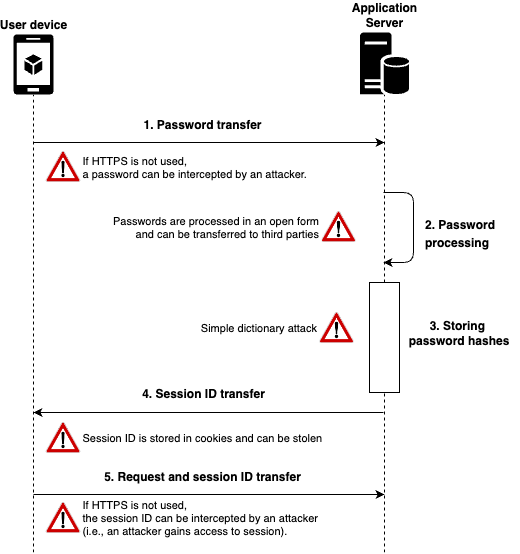 User device
Application
Server
1. Password transfer
If HTTPS is not used,
a password can be intercepted by an attacker.
Passwords are processed in an open form
and can be transferred to third parties
2. Password
processing
Simple dictionary attack
3. Storing
password hashes
4. Session ID transfer
Session ID is stored in cookies and can be stolen
5. Request and session ID transfer
If HTTPS is not used,
the session ID can be intercepted by an attacker
(i.e., an attacker gains access to session).